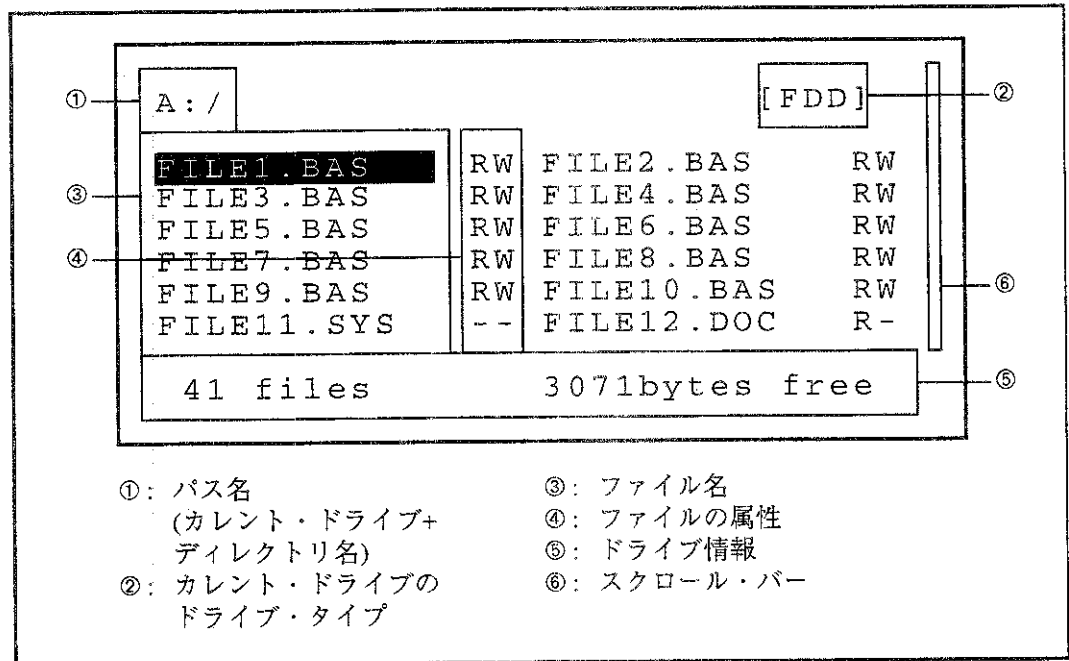 ① A:/ [FDD] ②
FILE1.BAS RW FILE2.BAS RW
③ FILE3.BAS RW FILE4.BAS RW
FILE5.BAS RW FILE6.BAS RW
④ FILE7.BAS RW FILE8.BAS RW
FILE9.BAS RW FILE10.BAS RW ⑥
FILE11.SYS -- FILE12.DOC R-
41 files 3071bytes free ⑤
①: パス名
(カレント・ドライブ+
ディレクトリ名)
②: カレント・ドライブの
ドライブ・タイプ
③: ファイル名
④: ファイルの属性
⑤: ドライブ情報
⑥: スクロール・バー